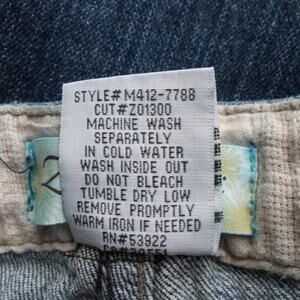 STYLE# M412-7788
CUT# Z01300
MACHINE WASH
SEPARATELY
IN COLD WATER
WASH INSIDE OUT
DO NOT BLEACH
TUMBLE DRY LOW
REMOVE PROMPTLY
WARM IRON IF NEEDED
RN#53922